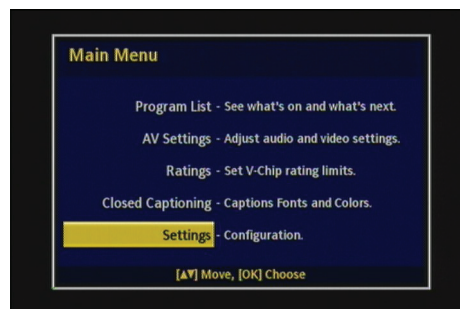 Main Menu
Program List - See what's on and what's next.
AV Settings - Adjust audio and video settings.
Ratings - Set V-Chip rating limits.
Closed Captioning - Captions Fonts and Colors.
Settings - Configuration.
[▲▼] Move, [OK] Choose